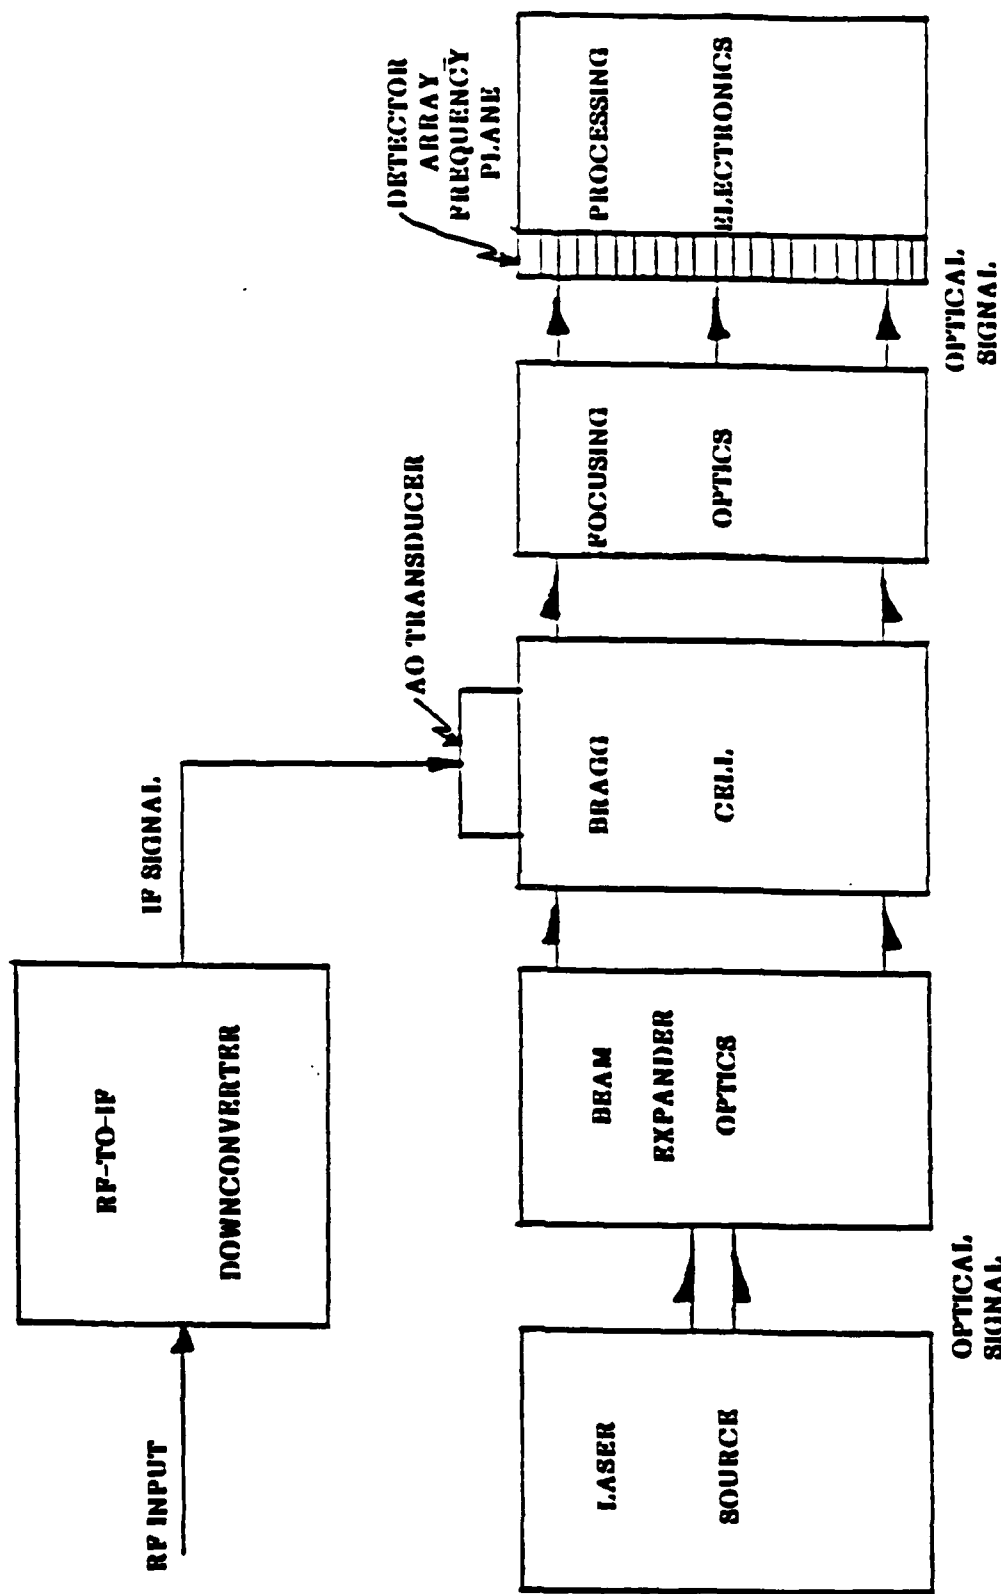 RF INPUT
RF-TO-IF
DOWNCONVERTER
IF SIGNAL
AO TRANSDUCER
DETECTOR
ARRAY
FREQUENCY
PLANE
LASER
SOURCE
OPTICAL
SIGNAL
BEAM
EXPANDER
OPTICS
BRAGG
CELL
FOCUSING
OPTICS
OPTICAL
SIGNAL
PROCESSING
ELECTRONICS